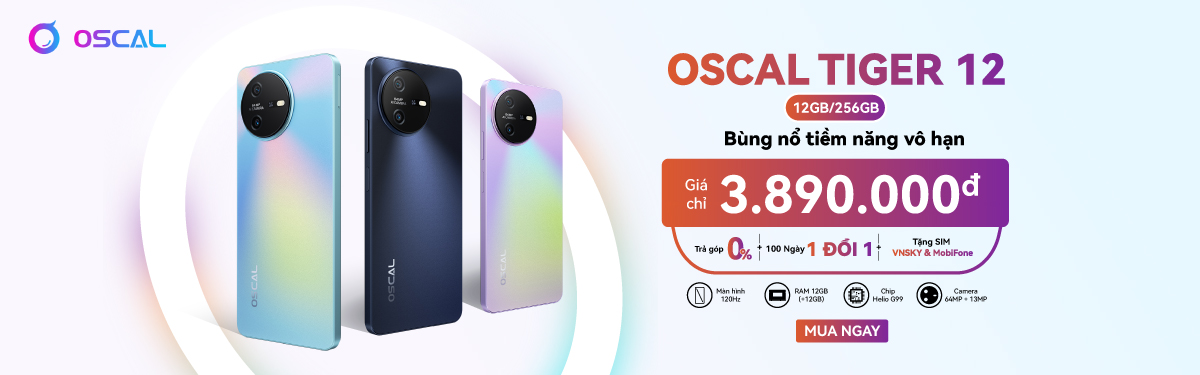 OSCAL
OSCAL TIGER 12
12GB/256GB
Bùng nổ tiềm năng vô hạn
Giá chỉ 3.890.000đ
Trả góp 0% + 100 Ngày 1 ĐỔI 1 + Tặng SIM VNSKY & MobiFone
Màn hình 120Hz
RAM 12GB (+12GB)
Chip Helio G99
Camera 64MP + 13MP
MUA NGAY
OSCAL
OSCAL
OSCAL